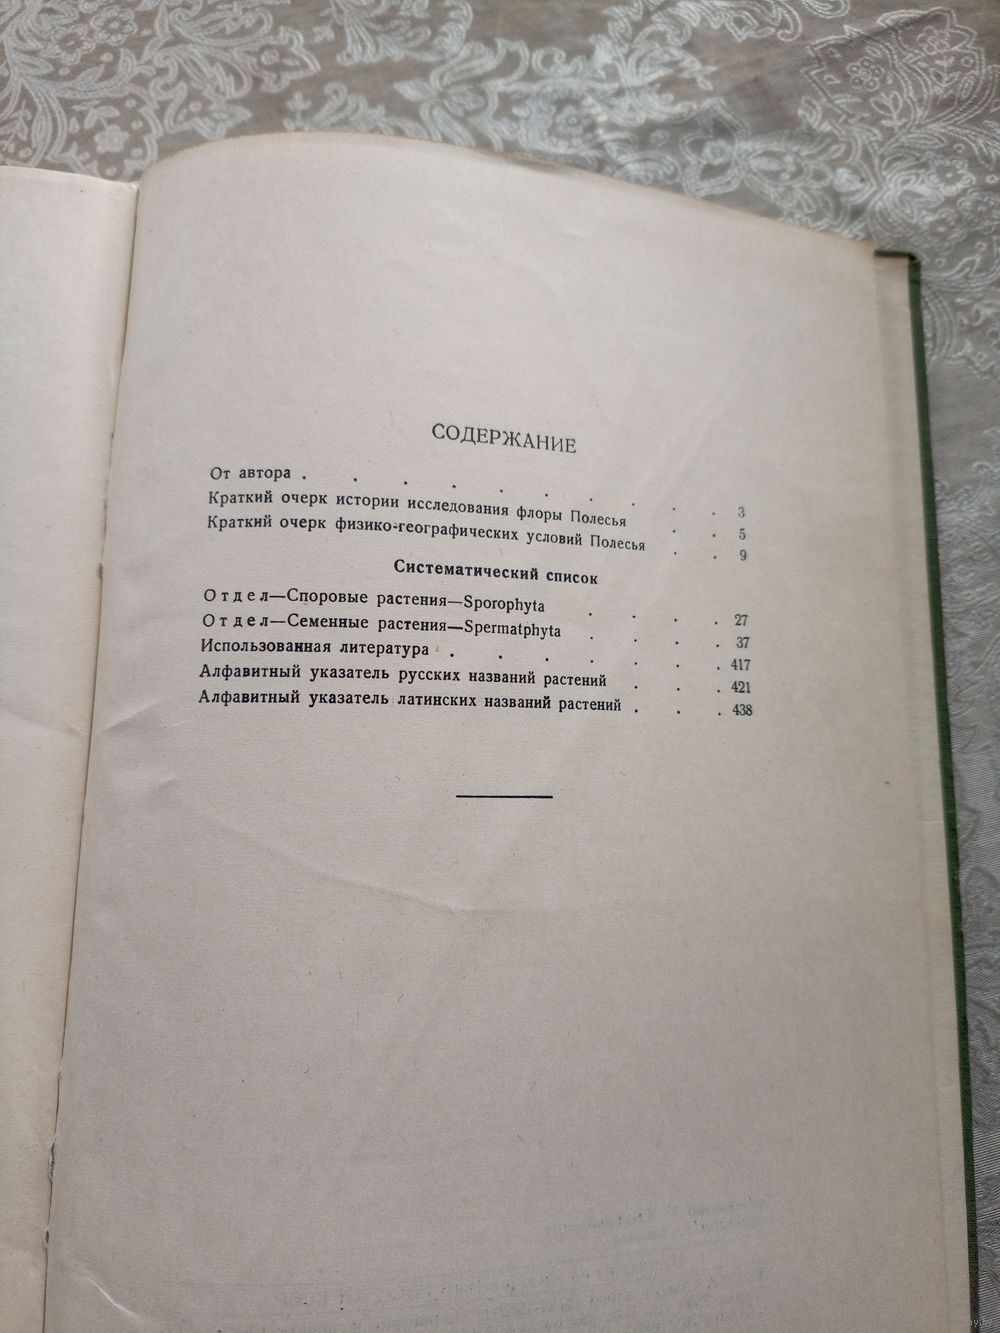 СОДЕРЖАНИЕ
От автора . . . . . . . . . . 3
Краткий очерк истории исследования флоры Полесья . . 5
Краткий очерк физико-географических условий Полесья . . 9
Систематический список
Отдел—Споровые растения—Sporophyta . . . . 27
Отдел—Семенные растения—Spermatphyta . . . . 37
Использованная литература . . . . . . . 417
Алфавитный указатель русских названий растений . . . 421
Алфавитный указатель латинских названий растений . . . 438